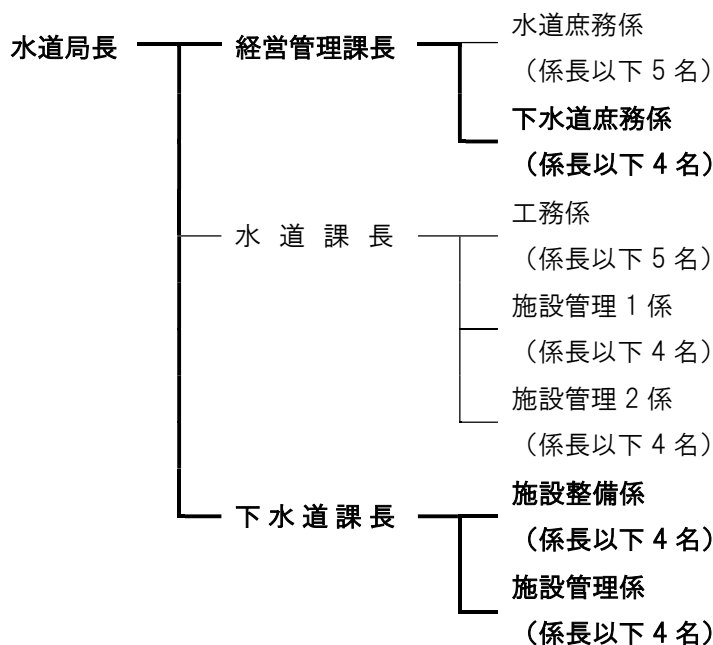 水道局長
経営管理課長
水道庶務係
（係長以下 5 名）
下水道庶務係
（係長以下 4 名）
水 道 課 長
工務係
（係長以下 5 名）
施設管理 1 係
（係長以下 4 名）
施設管理 2 係
（係長以下 4 名）
下 水 道 課 長
施設整備係
（係長以下 4 名）
施設管理係
（係長以下 4 名）